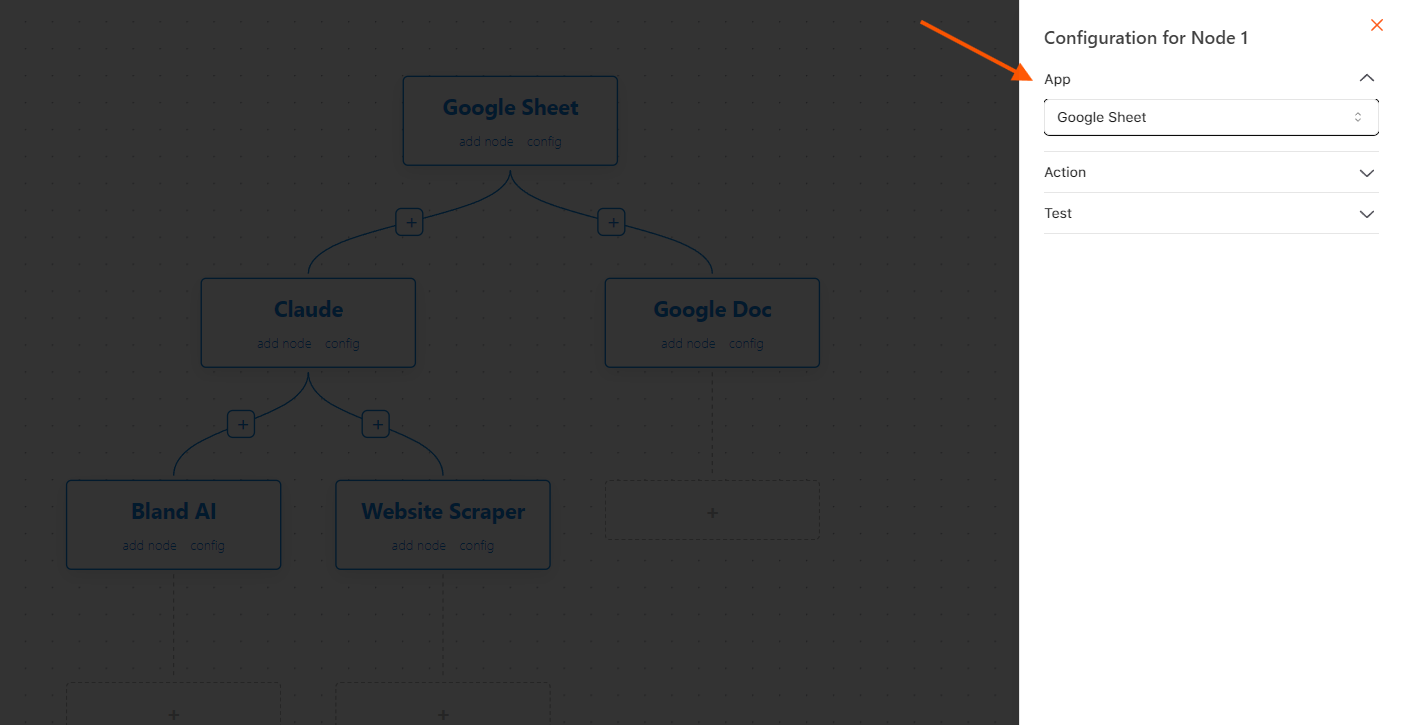 Configuration for Node 1
App
Google Sheet
Action
Test
Google Sheet
add node config
+ +
Claude
add node config
Google Doc
add node config
+ +
Bland AI
add node config
Website Scraper
add node config
+
+ +